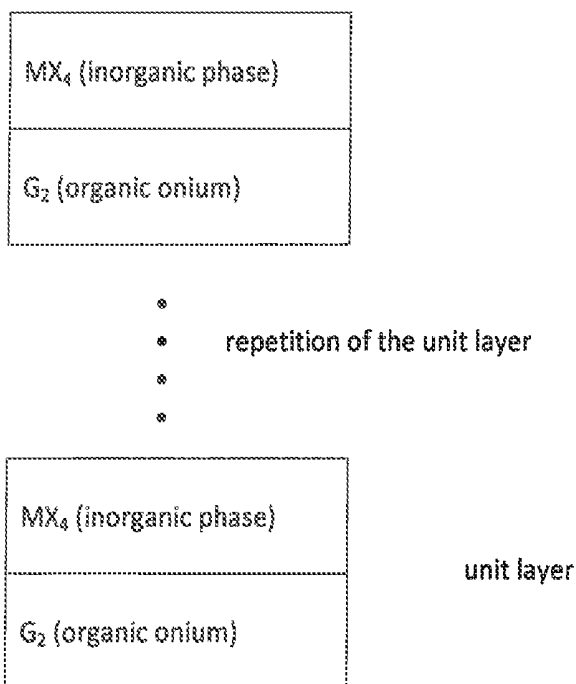 MX₄ (inorganic phase)
G₂ (organic onium)
repetition of the unit layer
MX₄ (inorganic phase)
unit layer
G₂ (organic onium)